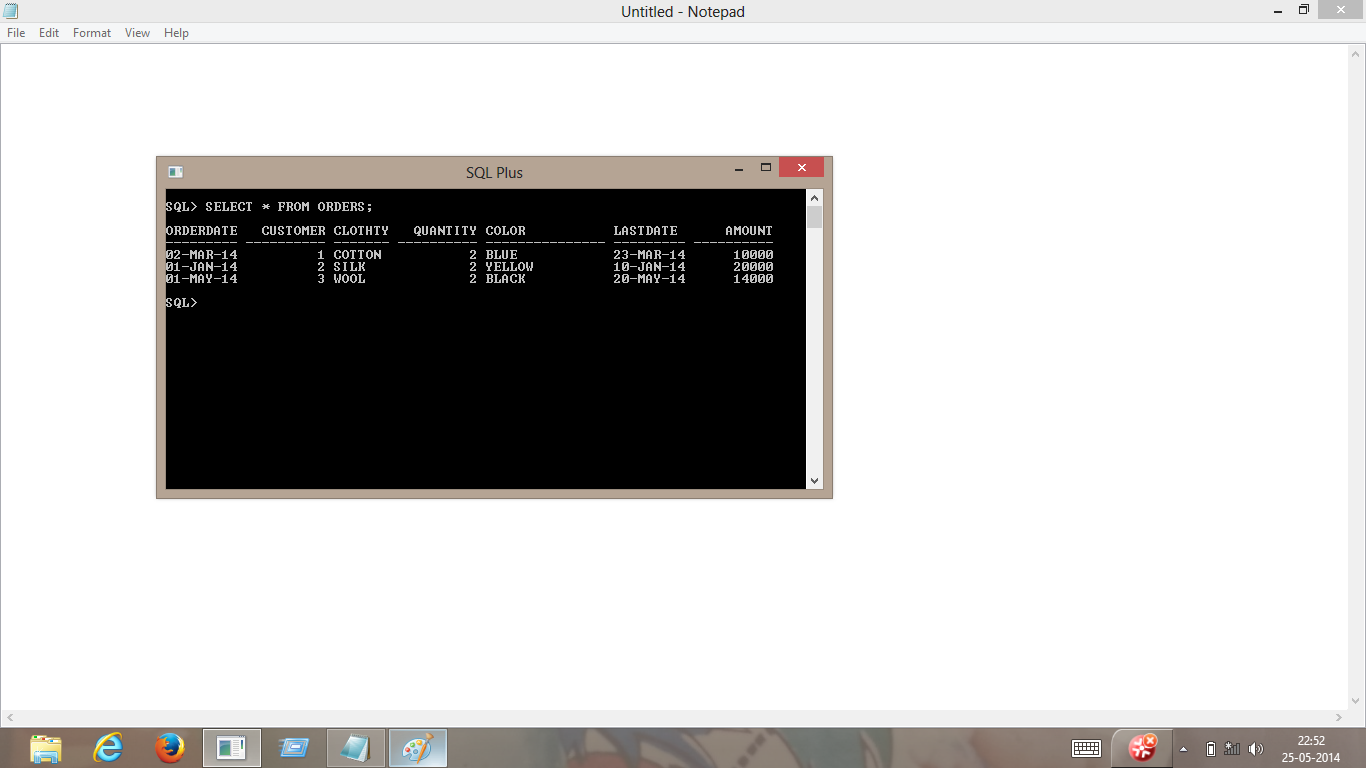 Untitled - Notepad
File Edit Format View Help
SQL Plus
SQL> SELECT * FROM ORDERS;
ORDERDATE CUSTOMER CLOTHTY QUANTITY COLOR LASTDATE AMOUNT
--------- ---------- ------- ---------- --------------- --------- ----------
02-MAR-14 1 COTTON 2 BLUE 23-MAR-14 10000
01-JAN-14 2 SILK 2 YELLOW 10-JAN-14 20000
01-MAY-14 3 WOOL 2 BLACK 20-MAY-14 14000
SQL>
22:52
25-05-2014